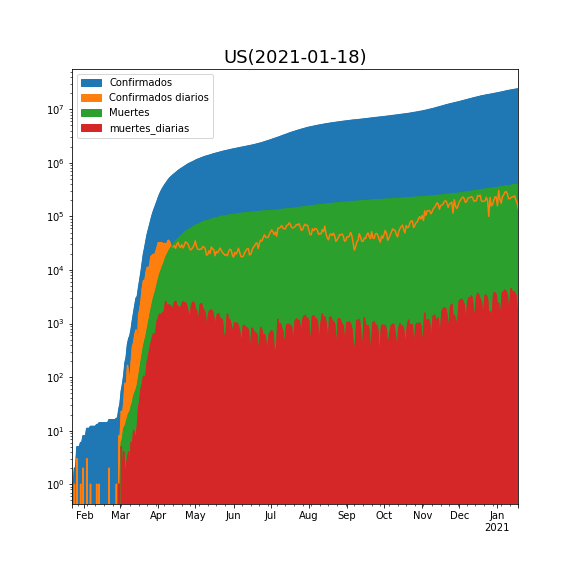 US(2021-01-18)
Confirmados
Confirmados diarios
Muertes
muertes_diarias
10⁷
10⁶
10⁵
10⁴
10³
10²
10¹
10⁰
Feb Mar Apr May Jun Jul Aug Sep Oct Nov Dec Jan
2021